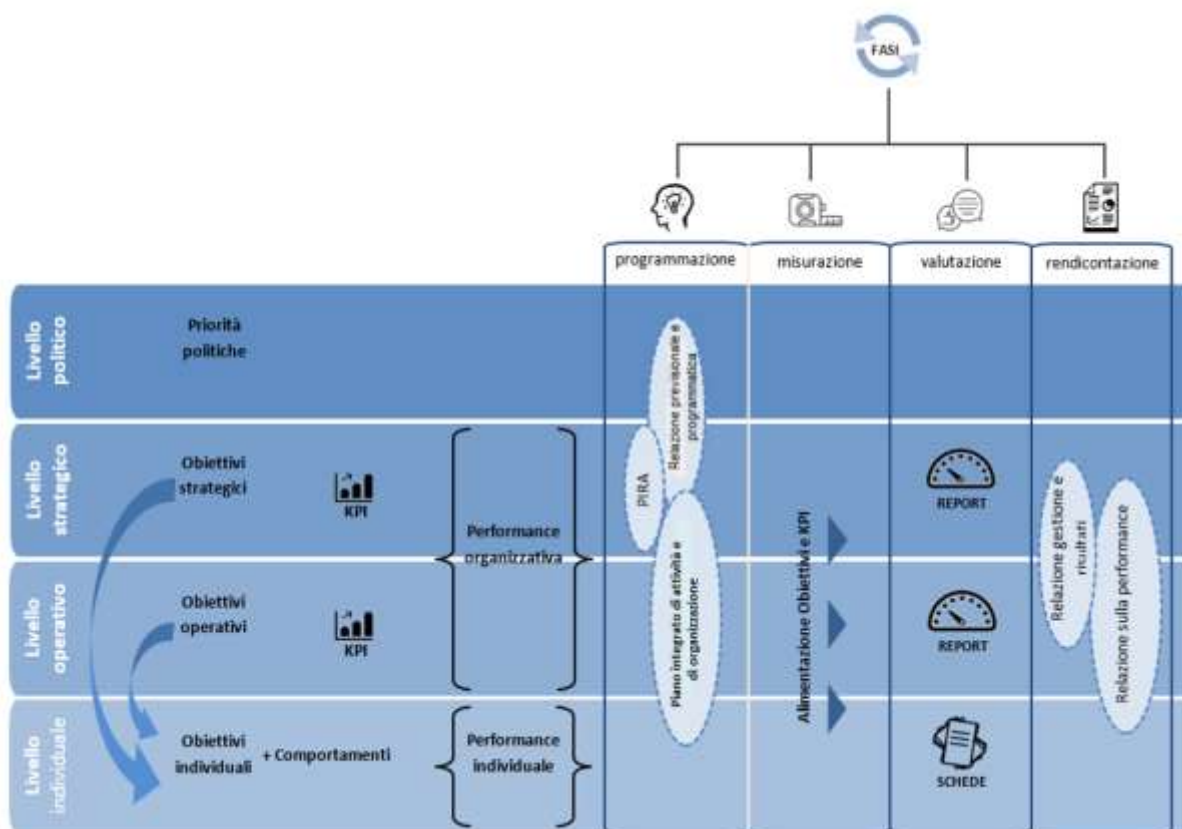 FASI
programmazione
misurazione
valutazione
rendicontazione
Livello
politico
Priorità
politiche
Relazione previsionale e
programmatica
Livello
strategico
Obiettivi
strategici
KPI
Performance
organizzativa
PIRA
Piano integrato di attività e
di organizzazione
Alimentazione Obiettivi e KPI
REPORT
Relazione gestione e
risultati
Relazione sulla performance
Livello
operativo
Obiettivi
operativi
KPI
REPORT
Livello
individuale
Obiettivi
individuali
+ Comportamenti
Performance
individuale
SCHEDE